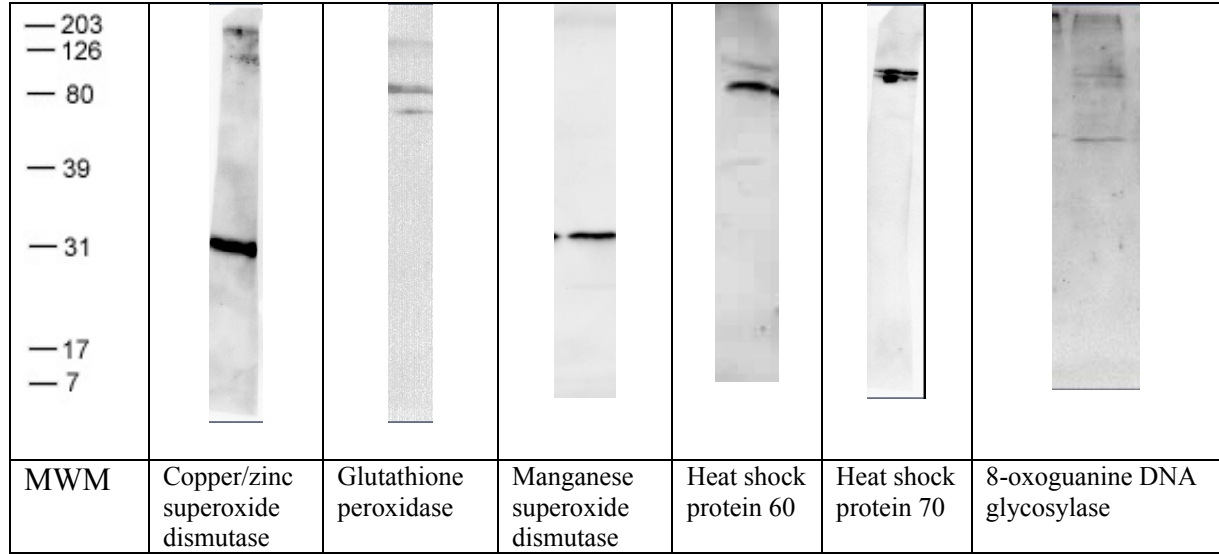 — 203
— 126
— 80
— 39
— 31
— 17
— 7
MWM
Copper/zinc
superoxide
dismutase
Glutathione
peroxidase
Manganese
superoxide
dismutase
Heat shock
protein 60
Heat shock
protein 70
8-oxoguanine DNA
glycosylase